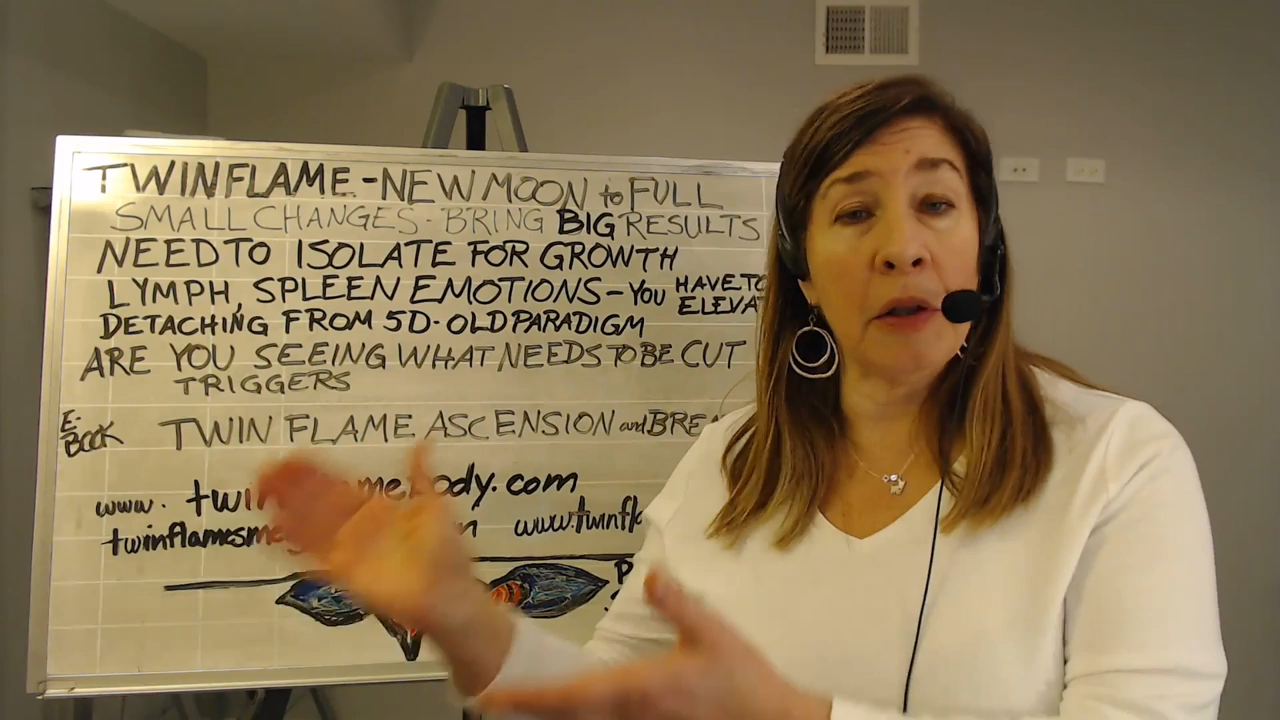 TWINFLAME - NEW MOON to FULL
SMALL CHANGES - BRING BIG RESULTS
NEED TO ISOLATE FOR GROWTH
LYMPH, SPLEEN EMOTIONS - YOU HAVE TO
DETACHING FROM 5D - OLD PARADIGM
ARE YOU SEEING WHAT NEEDS TO BE CUT
TRIGGERS
E-BOOK TWIN FLAME ASCENSION and
www.